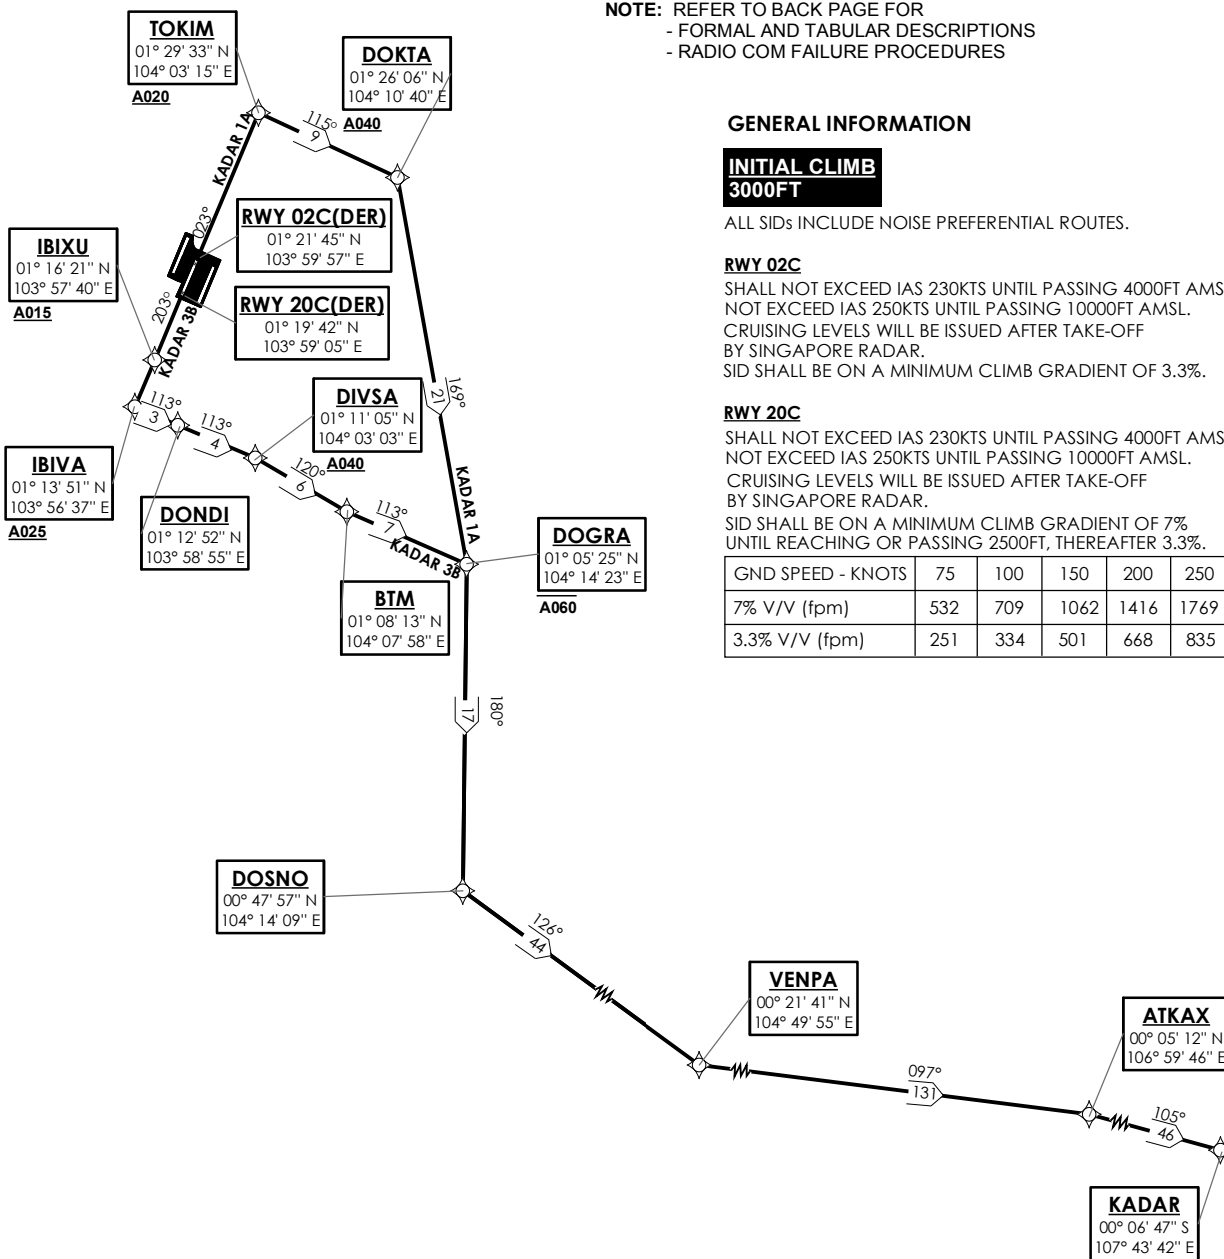 NOTE: REFER TO BACK PAGE FOR
- FORMAL AND TABULAR DESCRIPTIONS
- RADIO COM FAILURE PROCEDURES
TOKIM
01° 29' 33" N
104° 03' 15" E
A020
DOKTA
01° 26' 06" N
104° 10' 40" E
A040
115°
9
KADAR 1A
023°
GENERAL INFORMATION
INITIAL CLIMB
3000FT
ALL SIDs INCLUDE NOISE PREFERENTIAL ROUTES.
RWY 02C(DER)
01° 21' 45" N
103° 59' 57" E
IBIXU
01° 16' 21" N
103° 57' 40" E
A015
RWY 20C(DER)
01° 19' 42" N
103° 59' 05" E
203°
KADAR 3B
RWY 02C
SHALL NOT EXCEED IAS 230KTS UNTIL PASSING 4000FT AMS
NOT EXCEED IAS 250KTS UNTIL PASSING 10000FT AMSL.
CRUISING LEVELS WILL BE ISSUED AFTER TAKE-OFF
BY SINGAPORE RADAR.
SID SHALL BE ON A MINIMUM CLIMB GRADIENT OF 3.3%.
RWY 20C
SHALL NOT EXCEED IAS 230KTS UNTIL PASSING 4000FT AMS
NOT EXCEED IAS 250KTS UNTIL PASSING 10000FT AMSL.
CRUISING LEVELS WILL BE ISSUED AFTER TAKE-OFF
BY SINGAPORE RADAR.
SID SHALL BE ON A MINIMUM CLIMB GRADIENT OF 7%
UNTIL REACHING OR PASSING 2500FT, THEREAFTER 3.3%.
GND SPEED - KNOTS 75 100 150 200 250
7% V/V (fpm) 532 709 1062 1416 1769
3.3% V/V (fpm) 251 334 501 668 835
DIVSA
01° 11' 05" N
104° 03' 03" E
A040
169°
21
KADAR 1A
113°
3
113°
4
120°
6
113°
7
KADAR 3B
IBIVA
01° 13' 51" N
103° 56' 37" E
A025
DONDI
01° 12' 52" N
103° 58' 55" E
BTM
01° 08' 13" N
104° 07' 58" E
DOGRA
01° 05' 25" N
104° 14' 23" E
A060
180°
17
DOSNO
00° 47' 57" N
104° 14' 09" E
126°
44
VENPA
00° 21' 41" N
104° 49' 55" E
097°
131
ATKAX
00° 05' 12" N
106° 59' 46" E
105°
46
KADAR
00° 06' 47" S
107° 43' 42" E